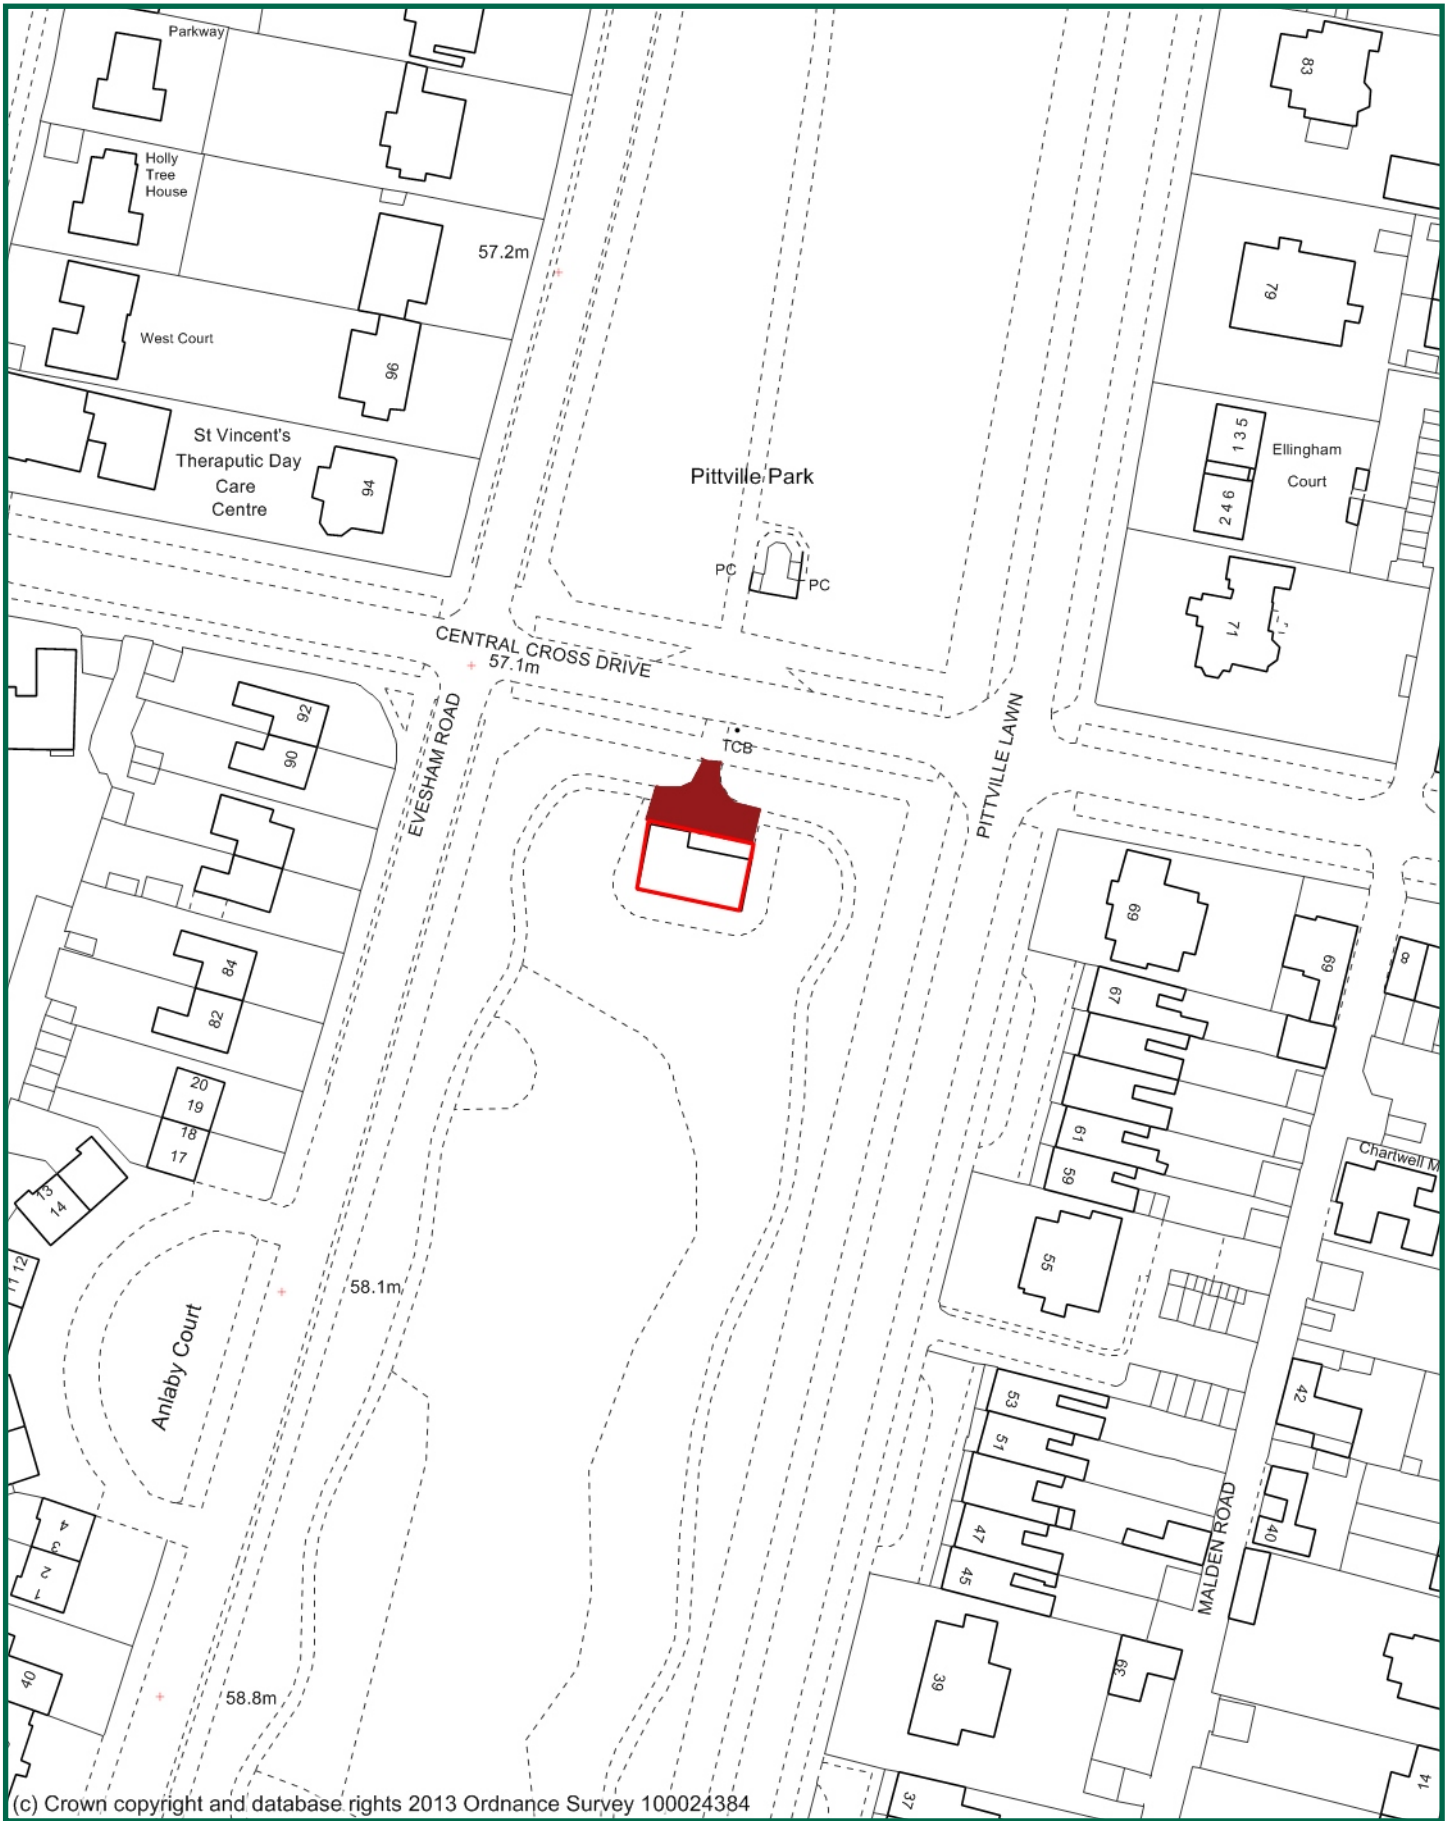 Parkway
83
Holly
Tree
House
57.2m
79
West Court
96
St Vincent's
Theraputic Day
Care
Centre
94
Pittville Park
1 3 5
Ellingham
Court
2 4 6
PC
PC
71
CENTRAL CROSS DRIVE
57.1m
92
90
EVESHAM ROAD
TCB
PITTVILLE LAWN
69
69
8
67
84
82
20
19
18
17
61
59
Chartwell M
13
14
11 12
55
58.1m
Anlaby Court
53
51
42
47
45
40
MALDEN ROAD
4
3
2
1
40
39
39
58.8m
14
37
(c) Crown copyright and database rights 2013 Ordnance Survey 100024384